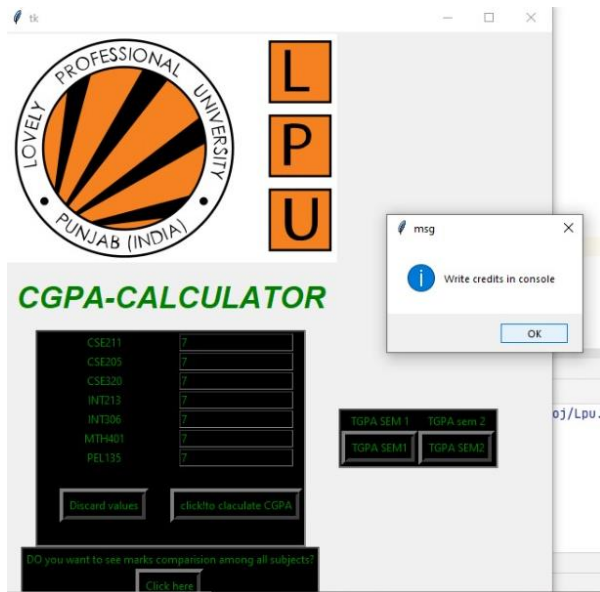 tk
LOVELY PROFESSIONAL UNIVERSITY
PUNJAB (INDIA)
L
P
U
msg
Write credits in console
OK
CGPA-CALCULATOR
CSE211 7
CSE205 7
CSE320 7
INT213 7
INT306 7
MTH401 7
PEL135 7
TGPA SEM 1 TGPA sem 2
TGPA SEM1 TGPA SEM2
oj/Lpu.
Discard values click!to claculate CGPA
DO you want to see marks comparision among all subjects?
Click here